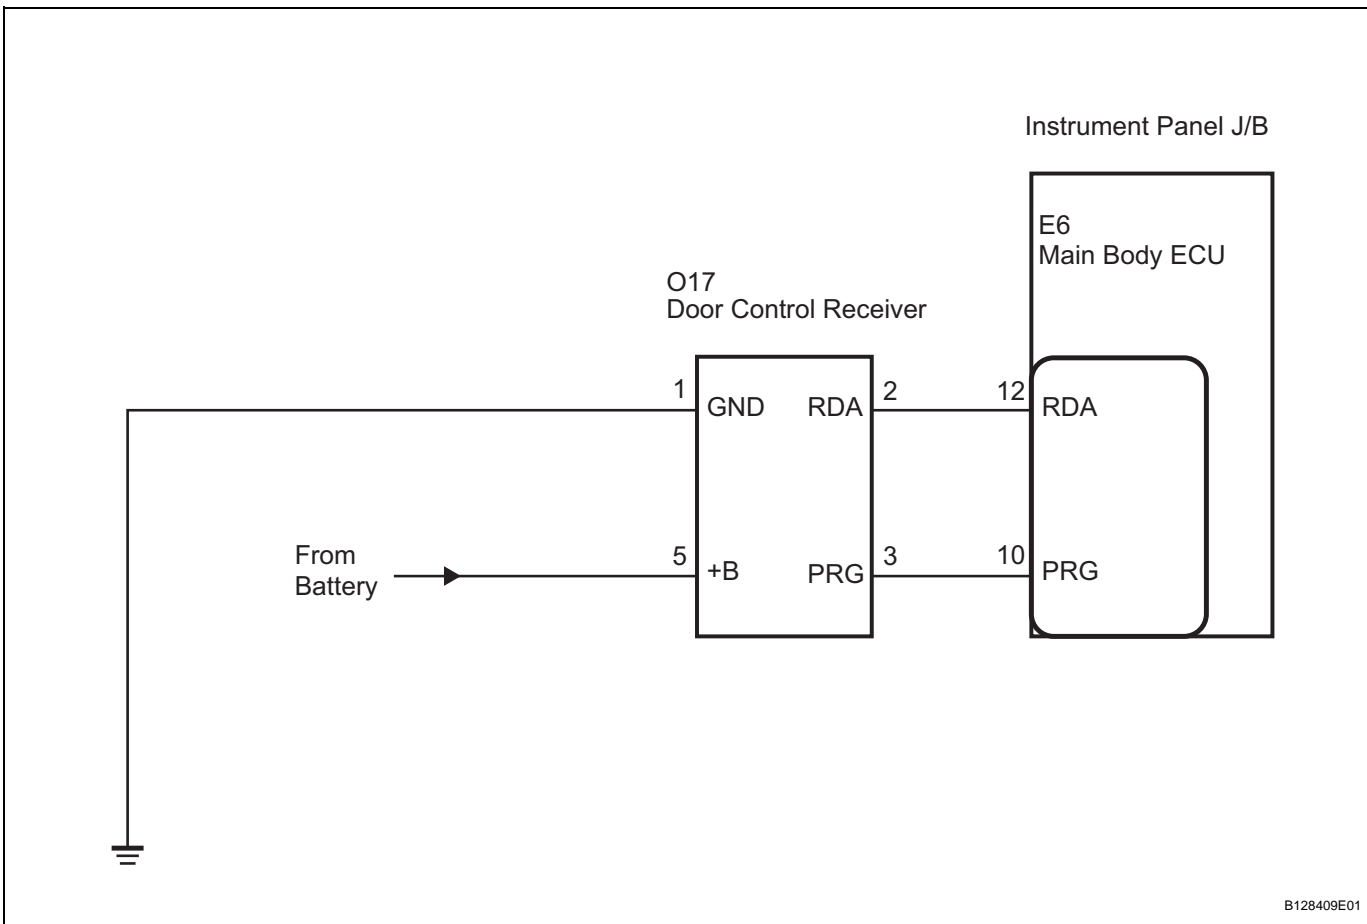 Instrument Panel J/B
E6
Main Body ECU
O17
Door Control Receiver
1 GND RDA 2 12 RDA
From
Battery
5 +B PRG 3 10 PRG
B128409E01